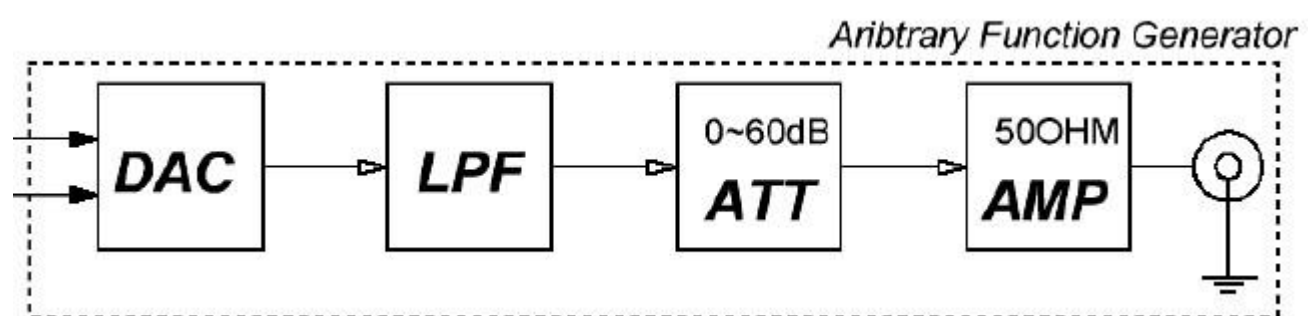 Aribtrary Function Generator
DAC
LPF
0~60dB
ATT
50OHM
AMP